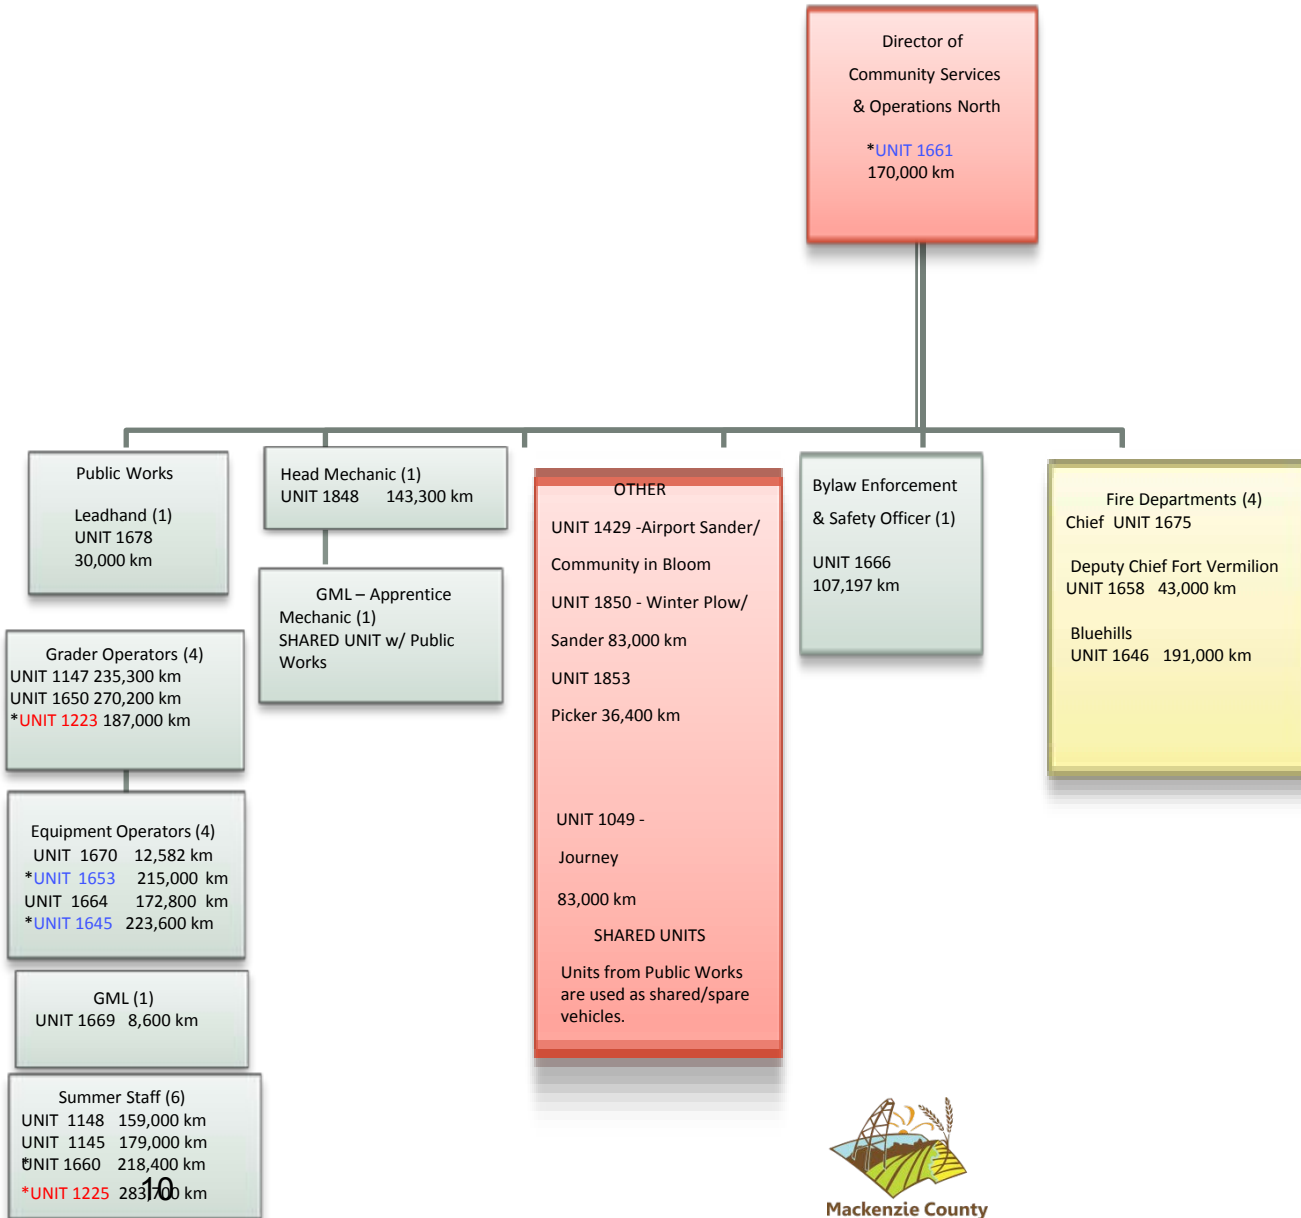 Director of
Community Services
& Operations North
*UNIT 1661
170,000 km
Public Works
Leadhand (1)
UNIT 1678
30,000 km
Grader Operators (4)
UNIT 1147 235,300 km
UNIT 1650 270,200 km
*UNIT 1223 187,000 km
Equipment Operators (4)
UNIT 1670 12,582 km
*UNIT 1653 215,000 km
UNIT 1664 172,800 km
*UNIT 1645 223,600 km
GML (1)
UNIT 1669 8,600 km
Summer Staff (6)
UNIT 1148 159,000 km
UNIT 1145 179,000 km
*UNIT 1660 218,400 km
*UNIT 1225 283,700 km
10
Head Mechanic (1)
UNIT 1848 143,300 km
GML – Apprentice
Mechanic (1)
SHARED UNIT w/ Public
Works
OTHER
UNIT 1429 -Airport Sander/
Community in Bloom
UNIT 1850 - Winter Plow/
Sander 83,000 km
UNIT 1853
Picker 36,400 km
UNIT 1049 -
Journey
83,000 km
SHARED UNITS
Units from Public Works
are used as shared/spare
vehicles.
Bylaw Enforcement
& Safety Officer (1)
UNIT 1666
107,197 km
Fire Departments (4)
Chief UNIT 1675
Deputy Chief Fort Vermilion
UNIT 1658 43,000 km
Bluehills
UNIT 1646 191,000 km
Mackenzie County